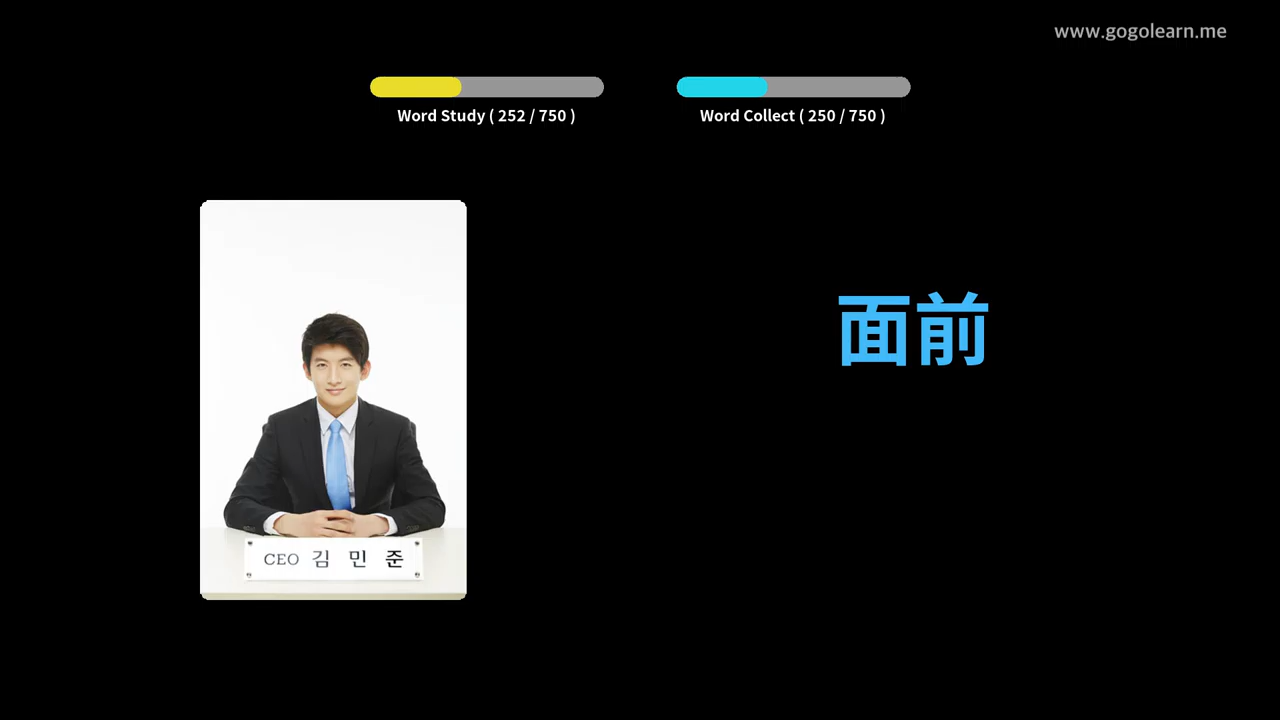 www.gogolearn.me
Word Study ( 252 / 750 )
Word Collect ( 250 / 750 )
面前
CEO 김 민 준